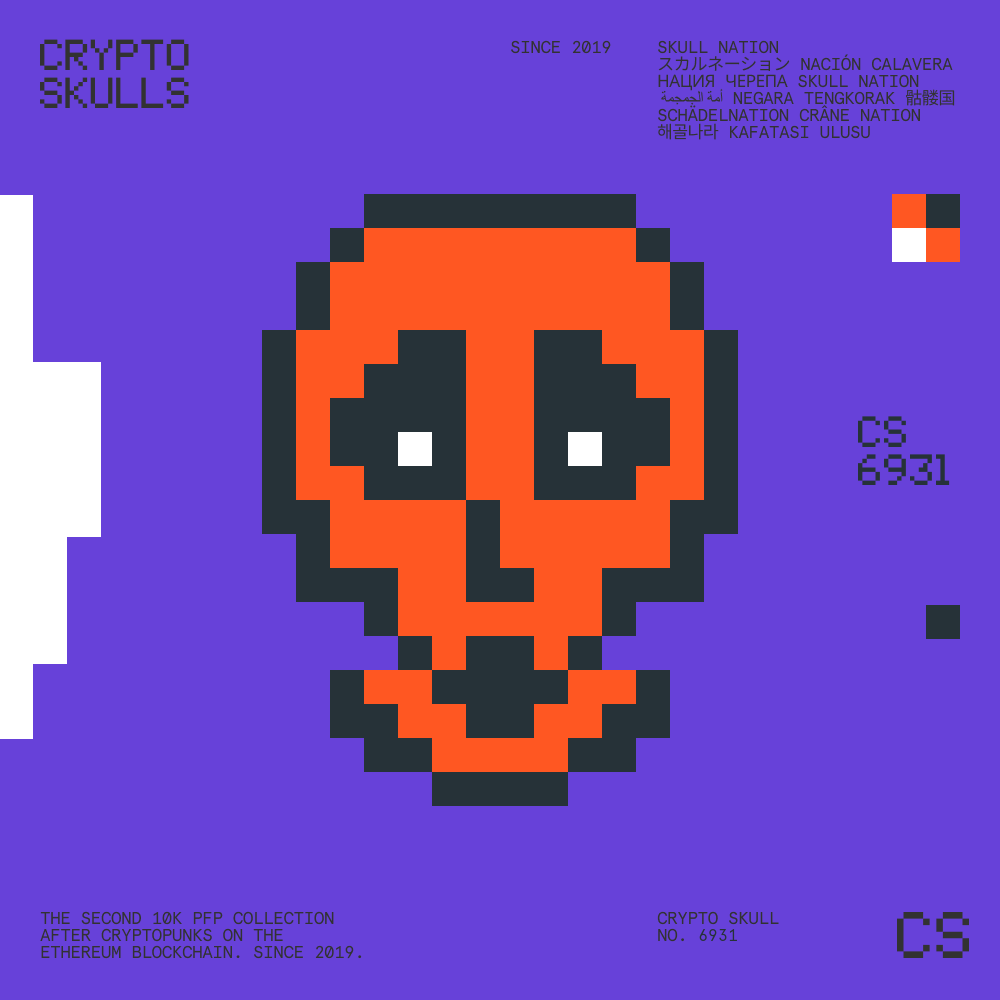 CRYPTO
SKULLS
SINCE 2019
SKULL NATION
スカルネーション NACIÓN CALAVERA
НАЦИЯ ЧЕРЕПА SKULL NATION
أمة الجمجمة NEGARA TENGKORAK 骷髅国
SCHÄDELNATION CRÂNE NATION
해골나라 KAFATASI ULUSU
CS
6931
THE SECOND 10K PFP COLLECTION
AFTER CRYPTOPUNKS ON THE
ETHEREUM BLOCKCHAIN. SINCE 2019.
CRYPTO SKULL
NO. 6931
CS